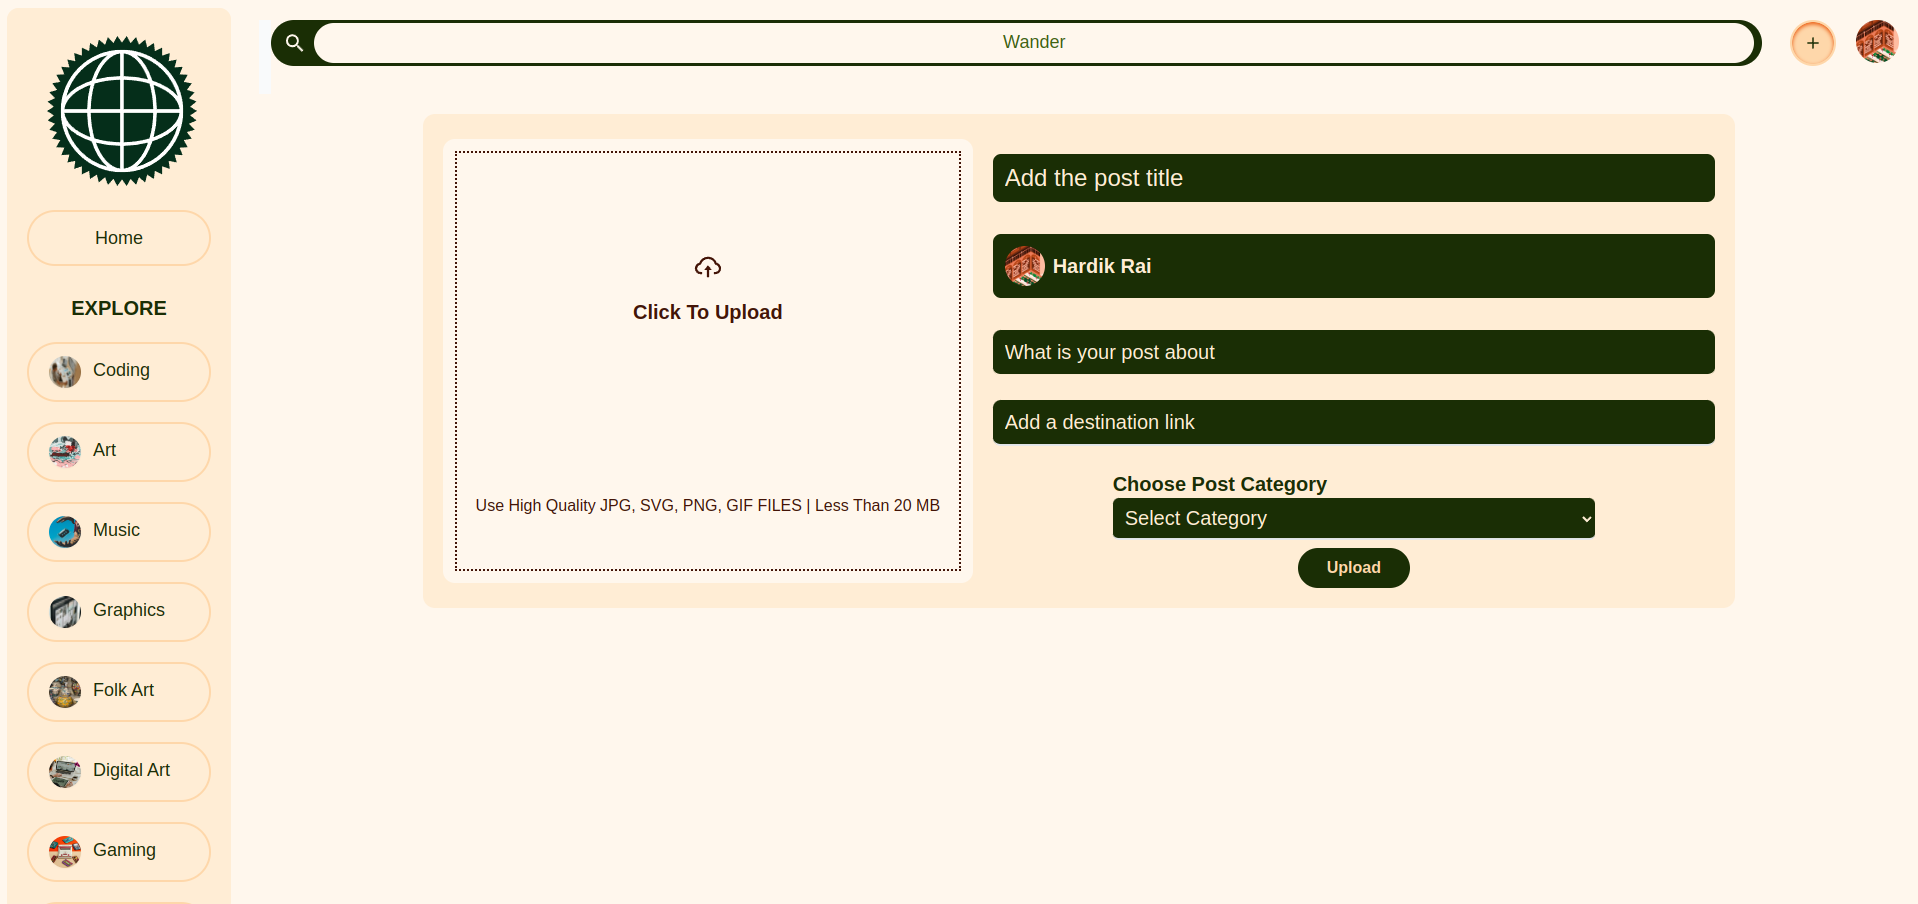 Wander
+
Home
EXPLORE
Coding
Art
Music
Graphics
Folk Art
Digital Art
Gaming
Click To Upload
Use High Quality JPG, SVG, PNG, GIF FILES | Less Than 20 MB
Add the post title
Hardik Rai
What is your post about
Add a destination link
Choose Post Category
Select Category
Upload